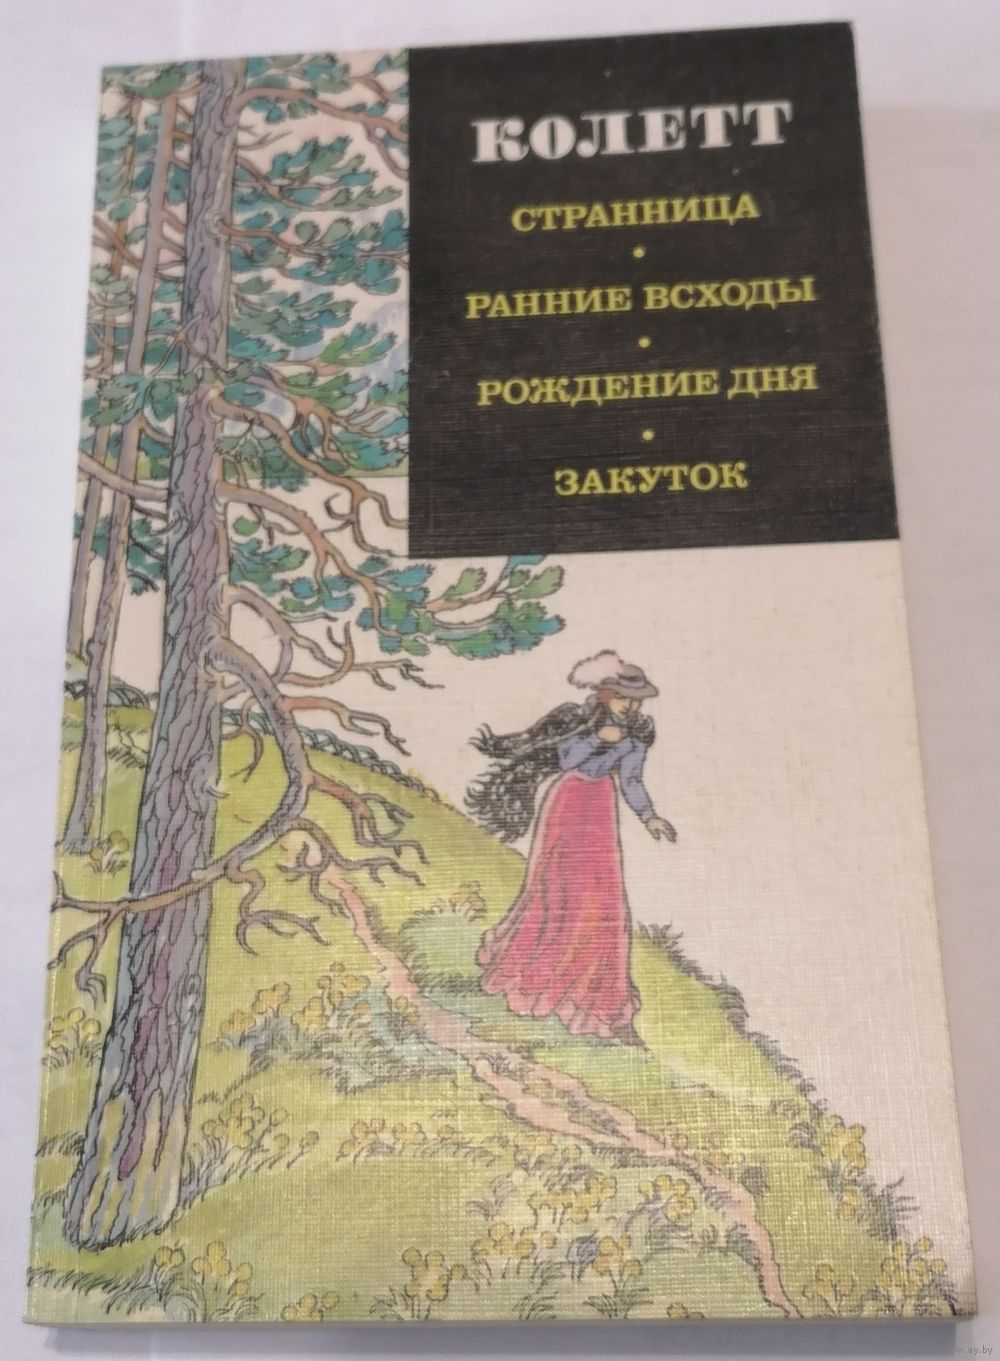 КОЛЕТТ
СТРАННИЦА
•
РАННИЕ ВСХОДЫ
•
РОЖДЕНИЕ ДНЯ
•
ЗАКУТОК